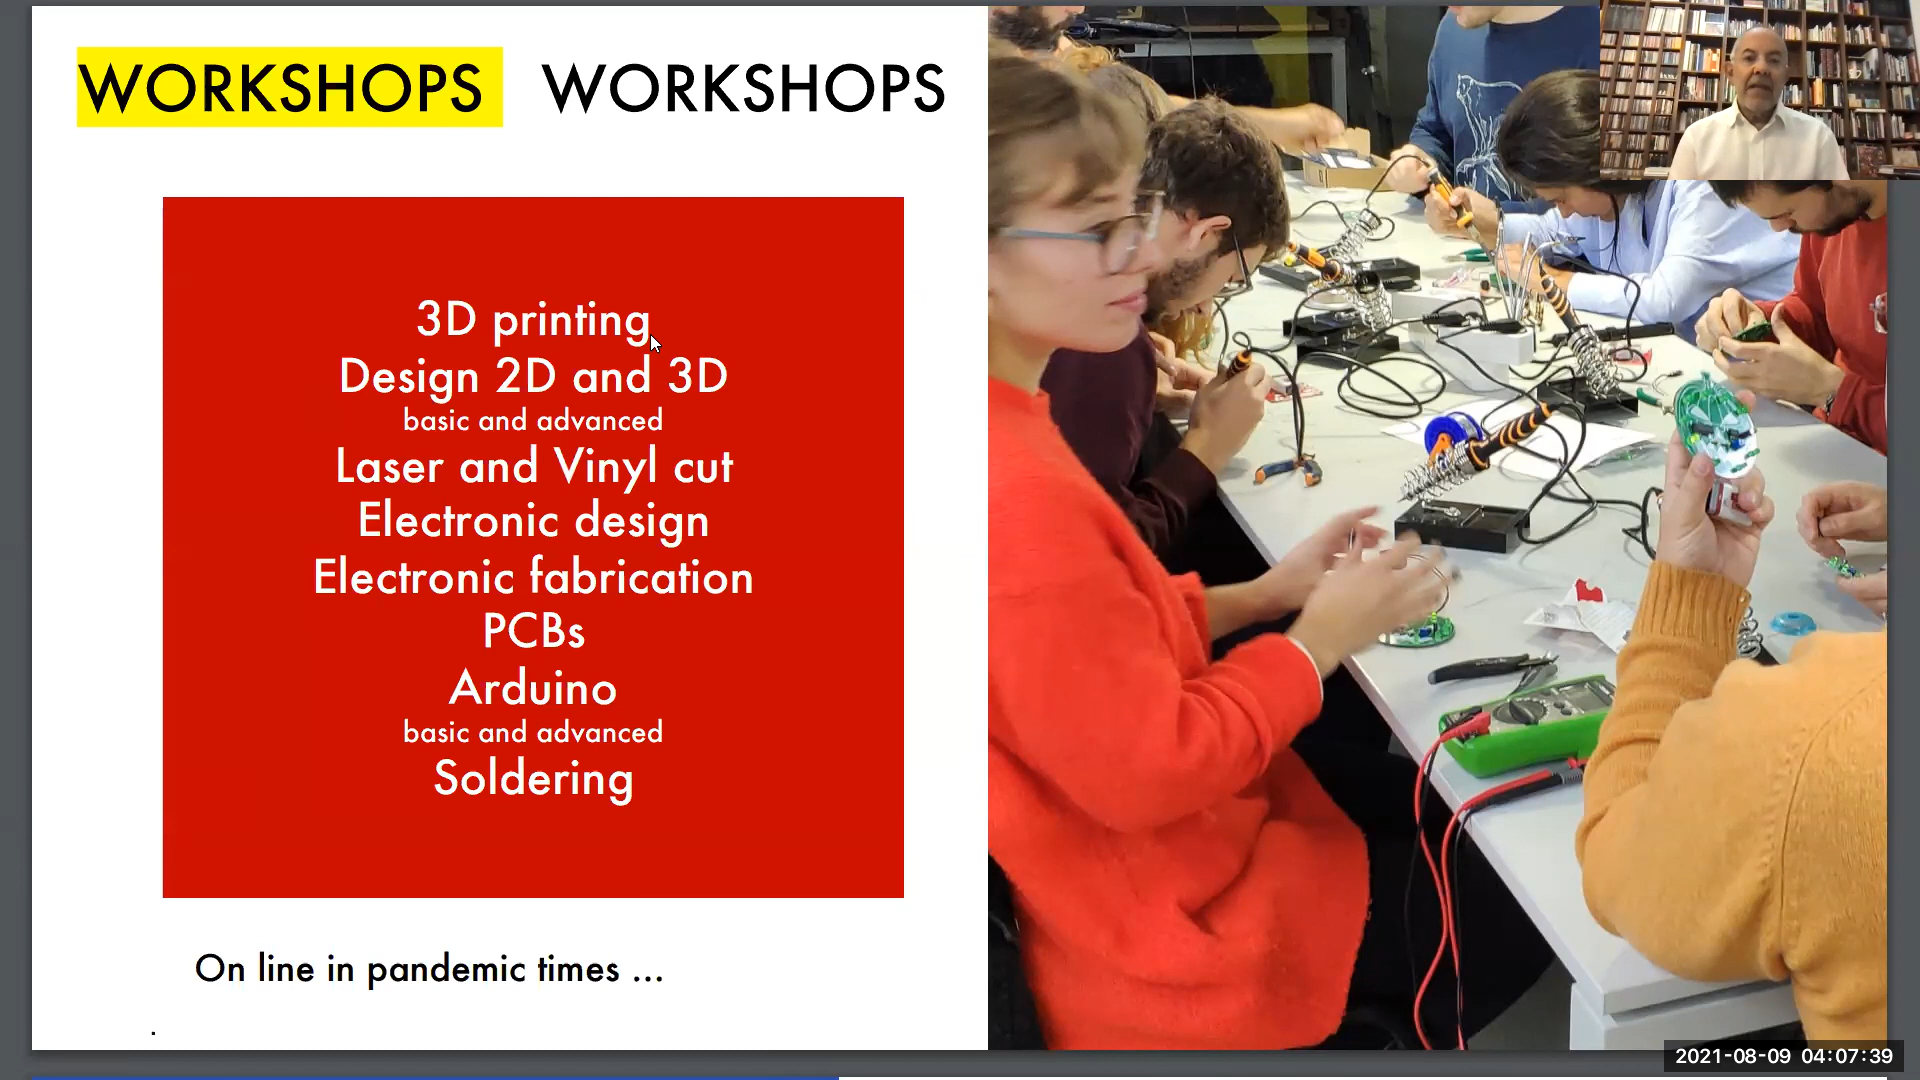 WORKSHOPS WORKSHOPS
3D printing
Design 2D and 3D
basic and advanced
Laser and Vinyl cut
Electronic design
Electronic fabrication
PCBs
Arduino
basic and advanced
Soldering
On line in pandemic times ...
.
2021-08-09 04:07:39